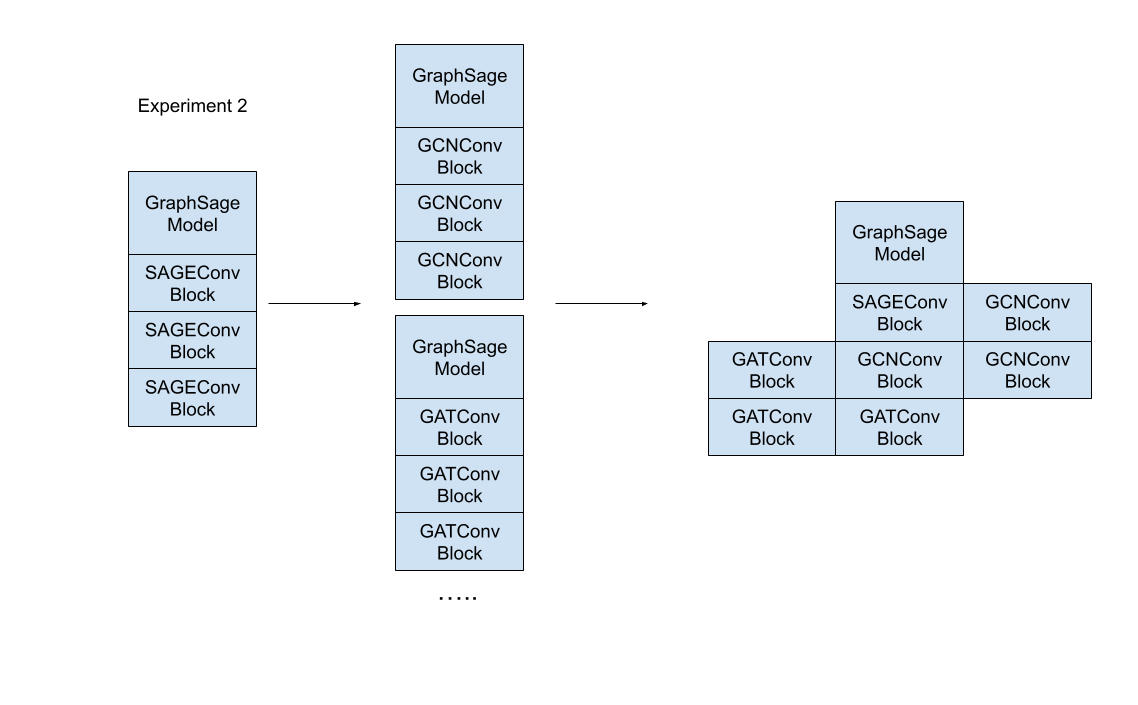 Experiment 2
GraphSage
Model
SAGEConv
Block
SAGEConv
Block
SAGEConv
Block
GraphSage
Model
GCNConv
Block
GCNConv
Block
GCNConv
Block
GraphSage
Model
GATConv
Block
GATConv
Block
GATConv
Block
.....
GraphSage
Model
SAGEConv
Block
GCNConv
Block
GATConv
Block
GCNConv
Block
GCNConv
Block
GATConv
Block
GATConv
Block